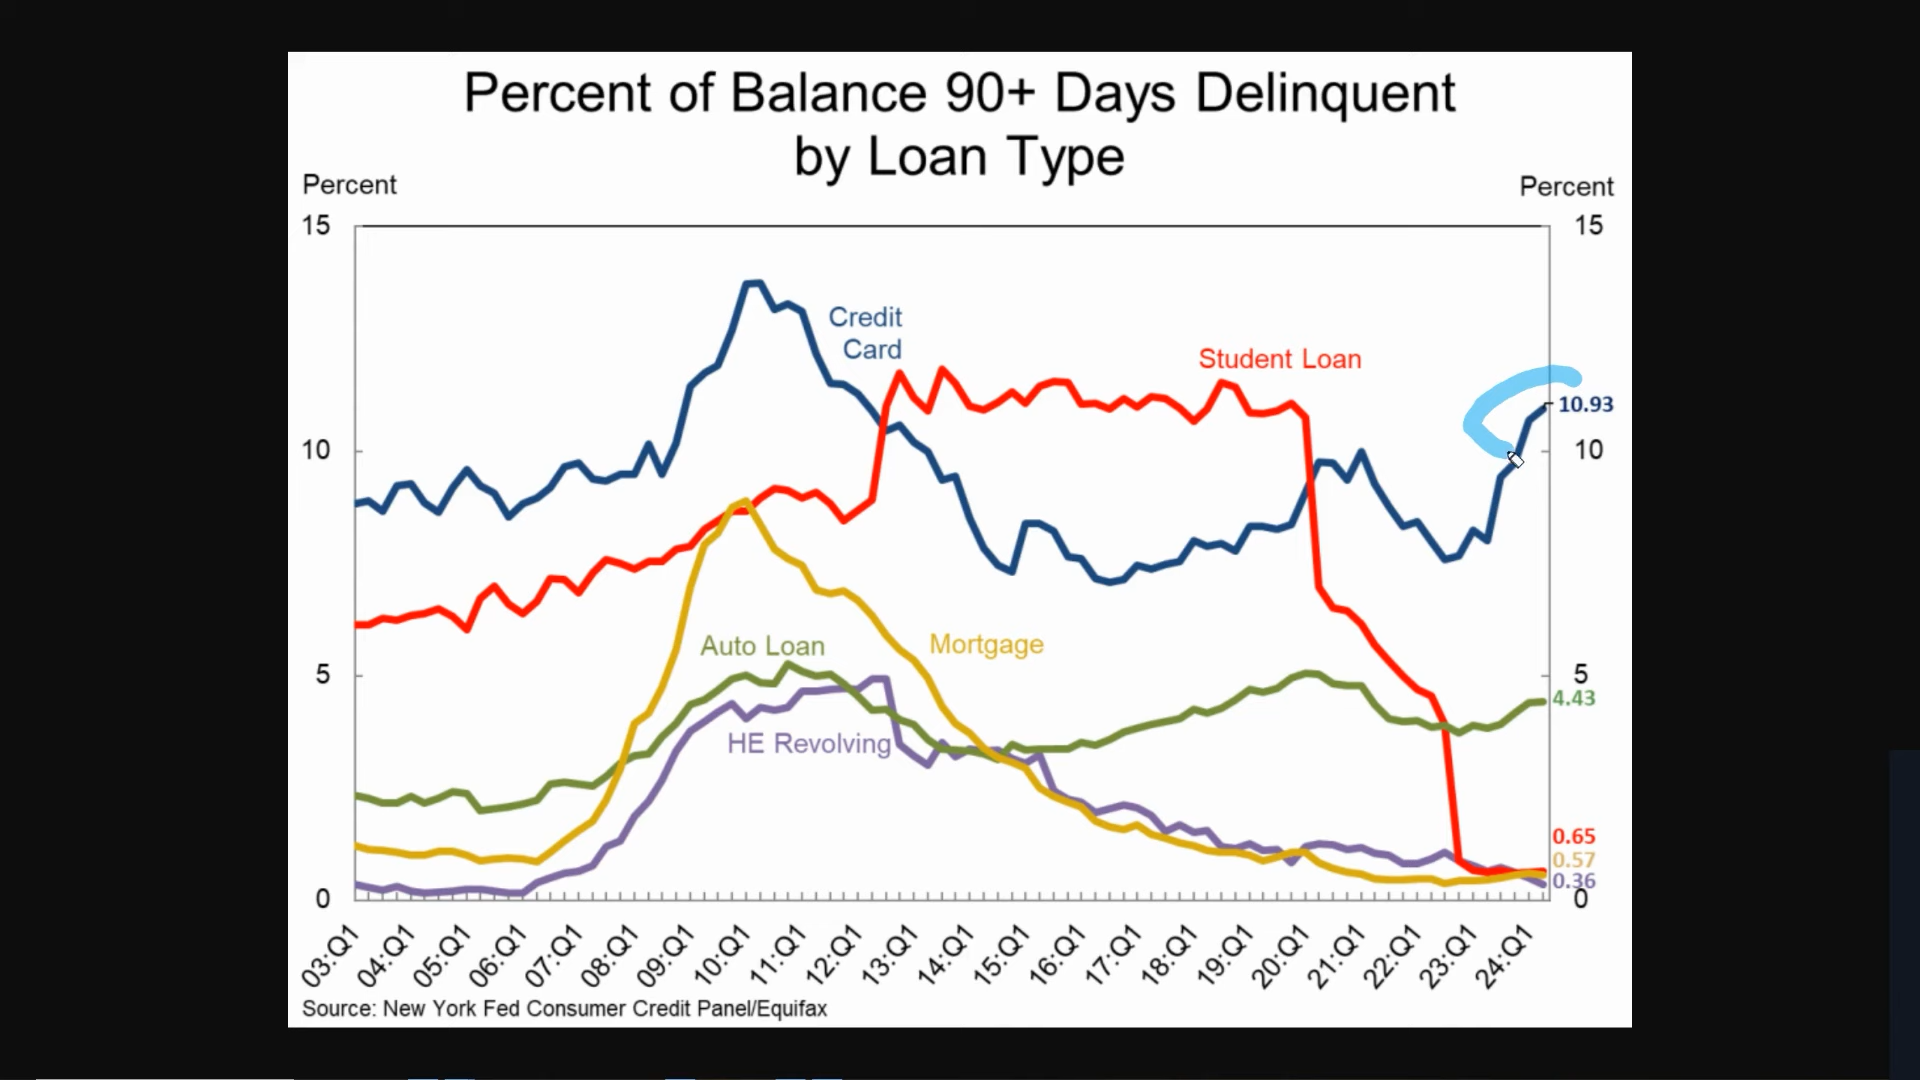 Percent of Balance 90+ Days Delinquent
by Loan Type
Percent
Percent
15
15
Credit
Card
Student Loan
10.93
10
10
Auto Loan
Mortgage
5
5
4.43
HE Revolving
0.65
0.57
0.36
0
0
03:Q1 04:Q1 05:Q1 06:Q1 07:Q1 08:Q1 09:Q1 10:Q1 11:Q1 12:Q1 13:Q1 14:Q1 15:Q1 16:Q1 17:Q1 18:Q1 19:Q1 20:Q1 21:Q1 22:Q1 23:Q1 24:Q1
Source: New York Fed Consumer Credit Panel/Equifax